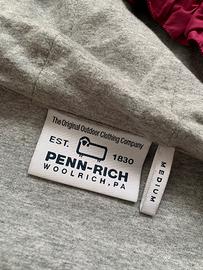 The Original Outdoor Clothing Company
EST. 1830
PENN-RICH
WOOLRICH, PA
MEDIUM